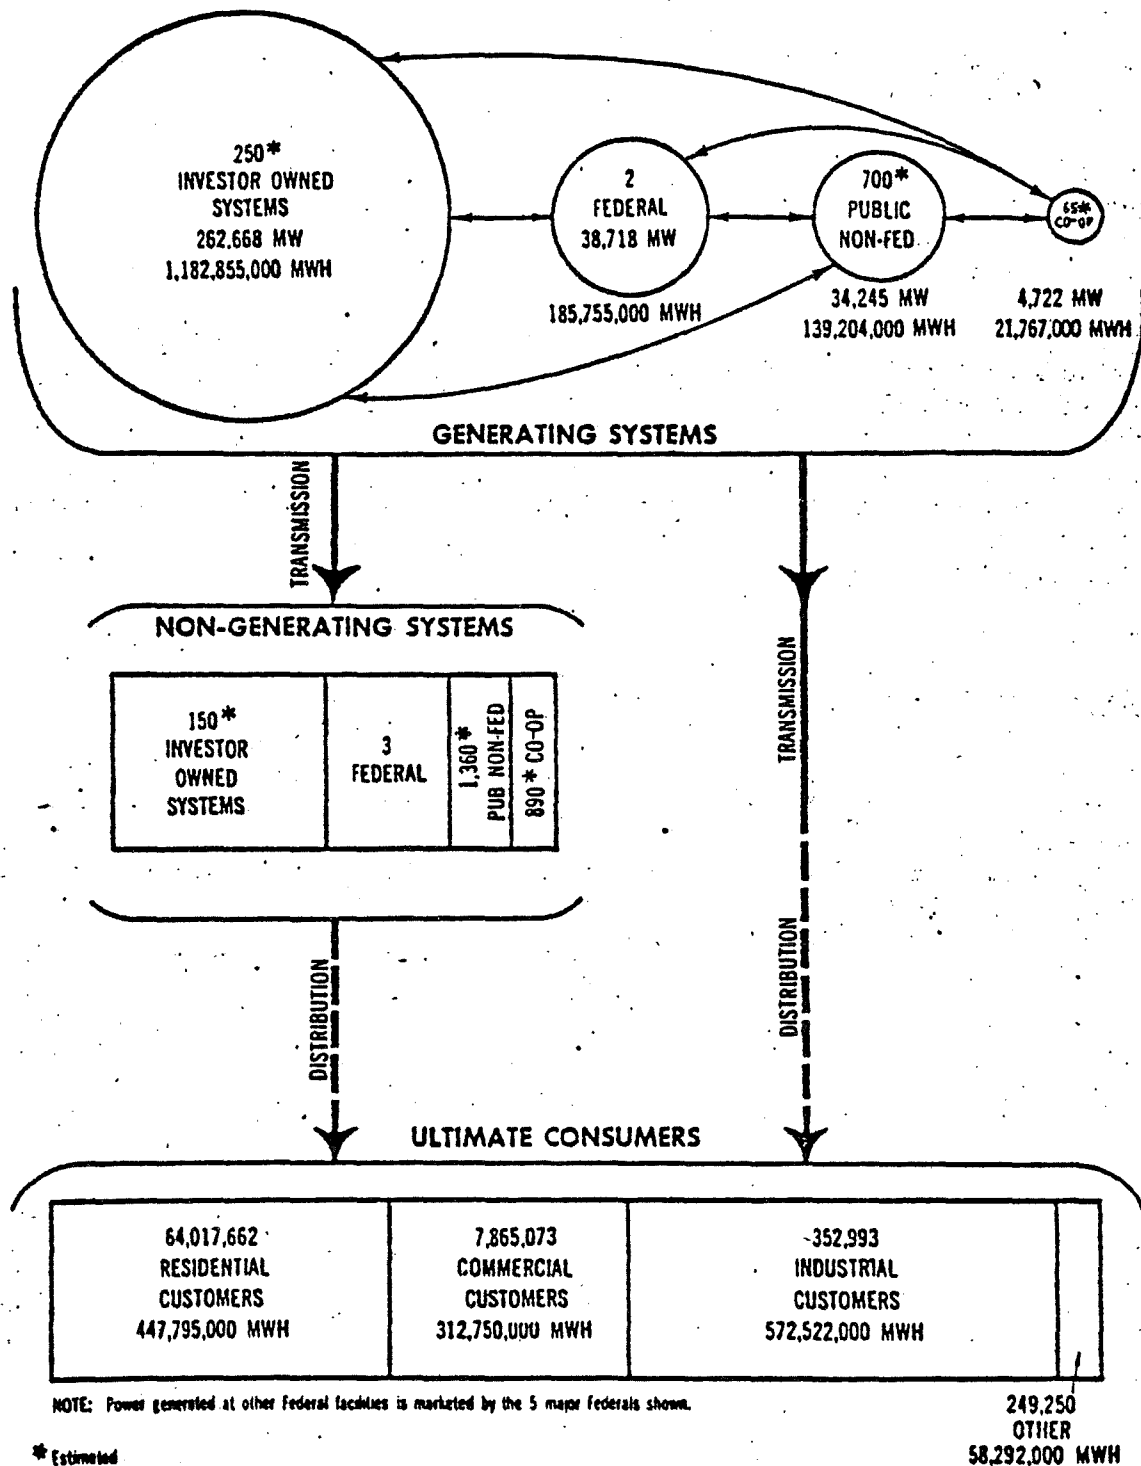 250*
INVESTOR OWNED
SYSTEMS
262,668 MW
1,182,855,000 MWH
2
FEDERAL
38,718 MW
185,755,000 MWH
700*
PUBLIC
NON-FED
34,245 MW
139,204,000 MWH
65*
CO-OP
4,722 MW
21,767,000 MWH
GENERATING SYSTEMS
TRANSMISSION
NON-GENERATING SYSTEMS
150*
INVESTOR
OWNED
SYSTEMS
3
FEDERAL
1,360*
PUB NON-FED
890* CO-OP
TRANSMISSION
DISTRIBUTION
DISTRIBUTION
ULTIMATE CONSUMERS
64,017,662
RESIDENTIAL
CUSTOMERS
447,795,000 MWH
7,865,073
COMMERCIAL
CUSTOMERS
312,750,000 MWH
352,993
INDUSTRIAL
CUSTOMERS
572,522,000 MWH
249,250
OTHER
58,292,000 MWH
NOTE: Power generated at other Federal facilities is marketed by the 5 major Federals shown.
* Estimated